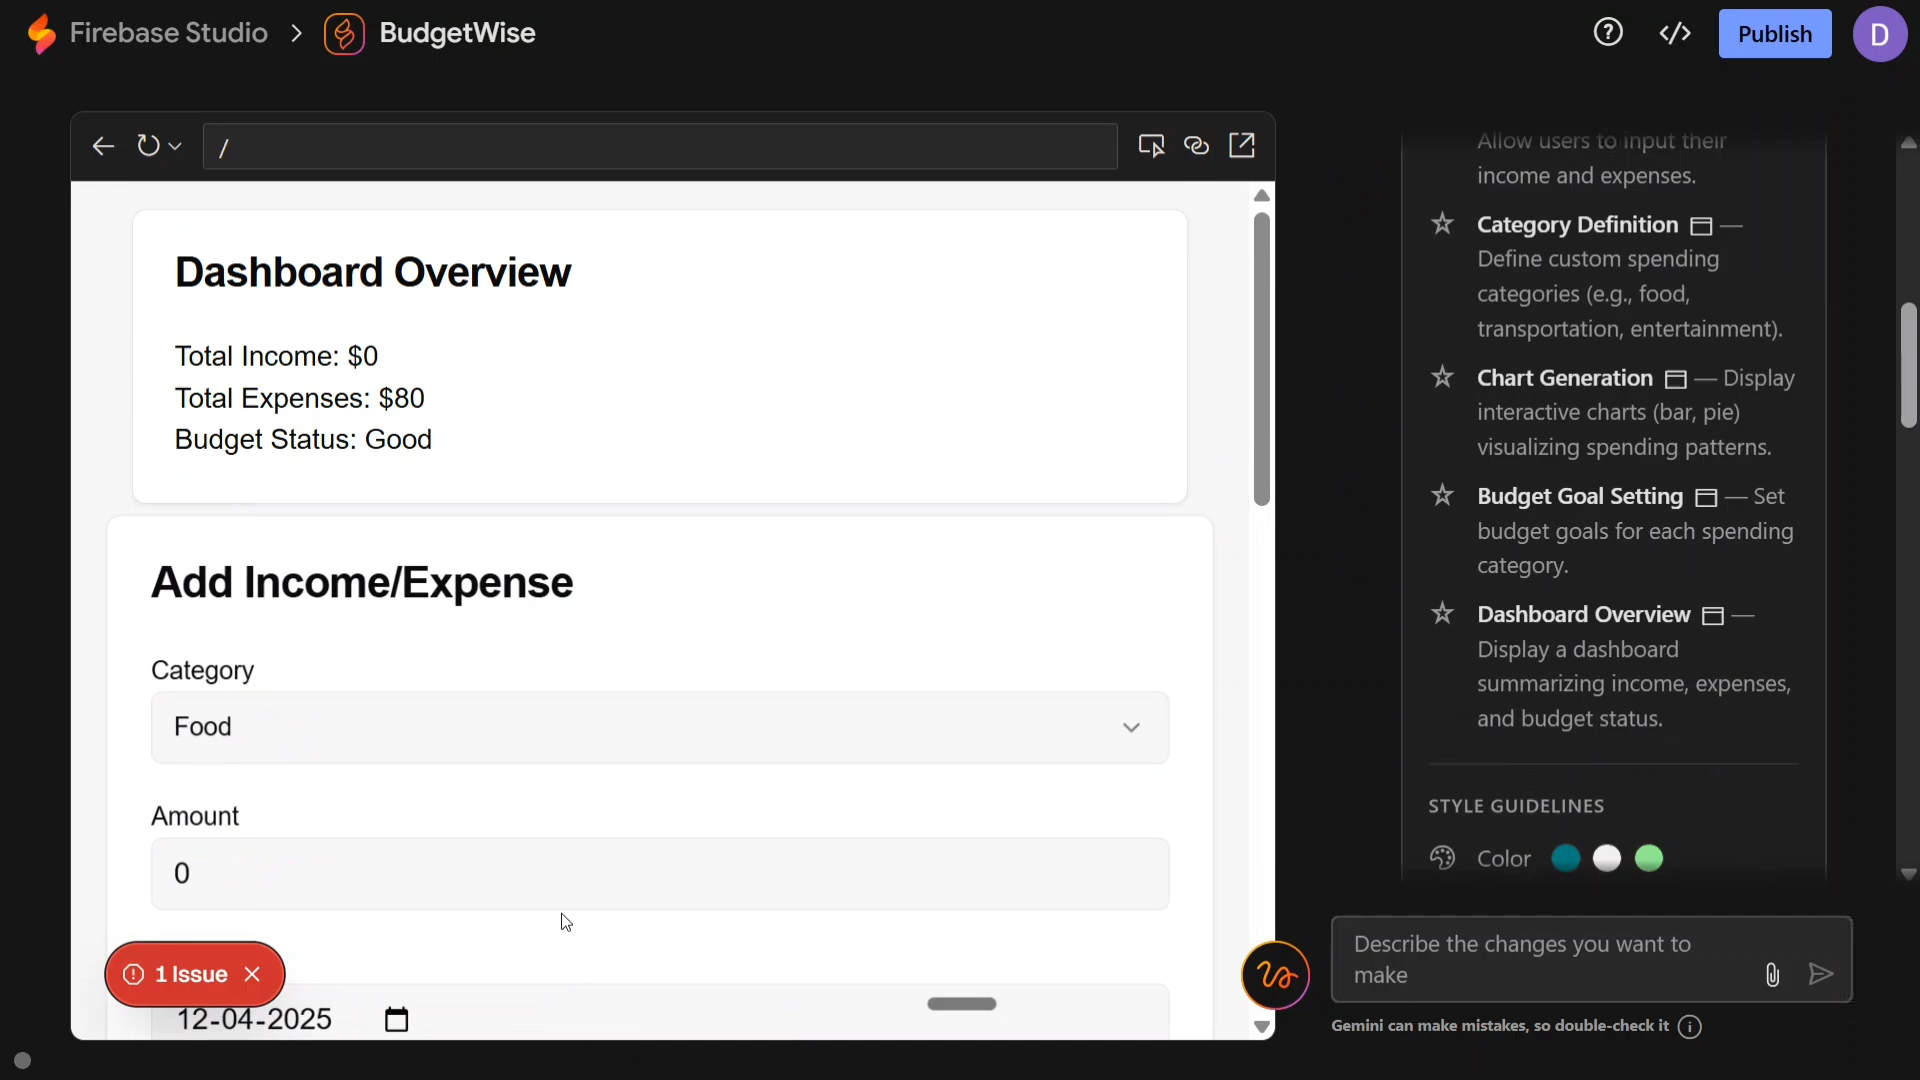 Firebase Studio > BudgetWise
</> Publish D
/
Dashboard Overview
Total Income: $0
Total Expenses: $80
Budget Status: Good
Add Income/Expense
Category
Food
Amount
0
1 Issue ×
12-04-2025
Allow users to input their
income and expenses.
Category Definition —
Define custom spending
categories (e.g., food,
transportation, entertainment).
Chart Generation — Display
interactive charts (bar, pie)
visualizing spending patterns.
Budget Goal Setting — Set
budget goals for each spending
category.
Dashboard Overview —
Display a dashboard
summarizing income, expenses,
and budget status.
STYLE GUIDELINES
Color
Describe the changes you want to
make
Gemini can make mistakes, so double-check it